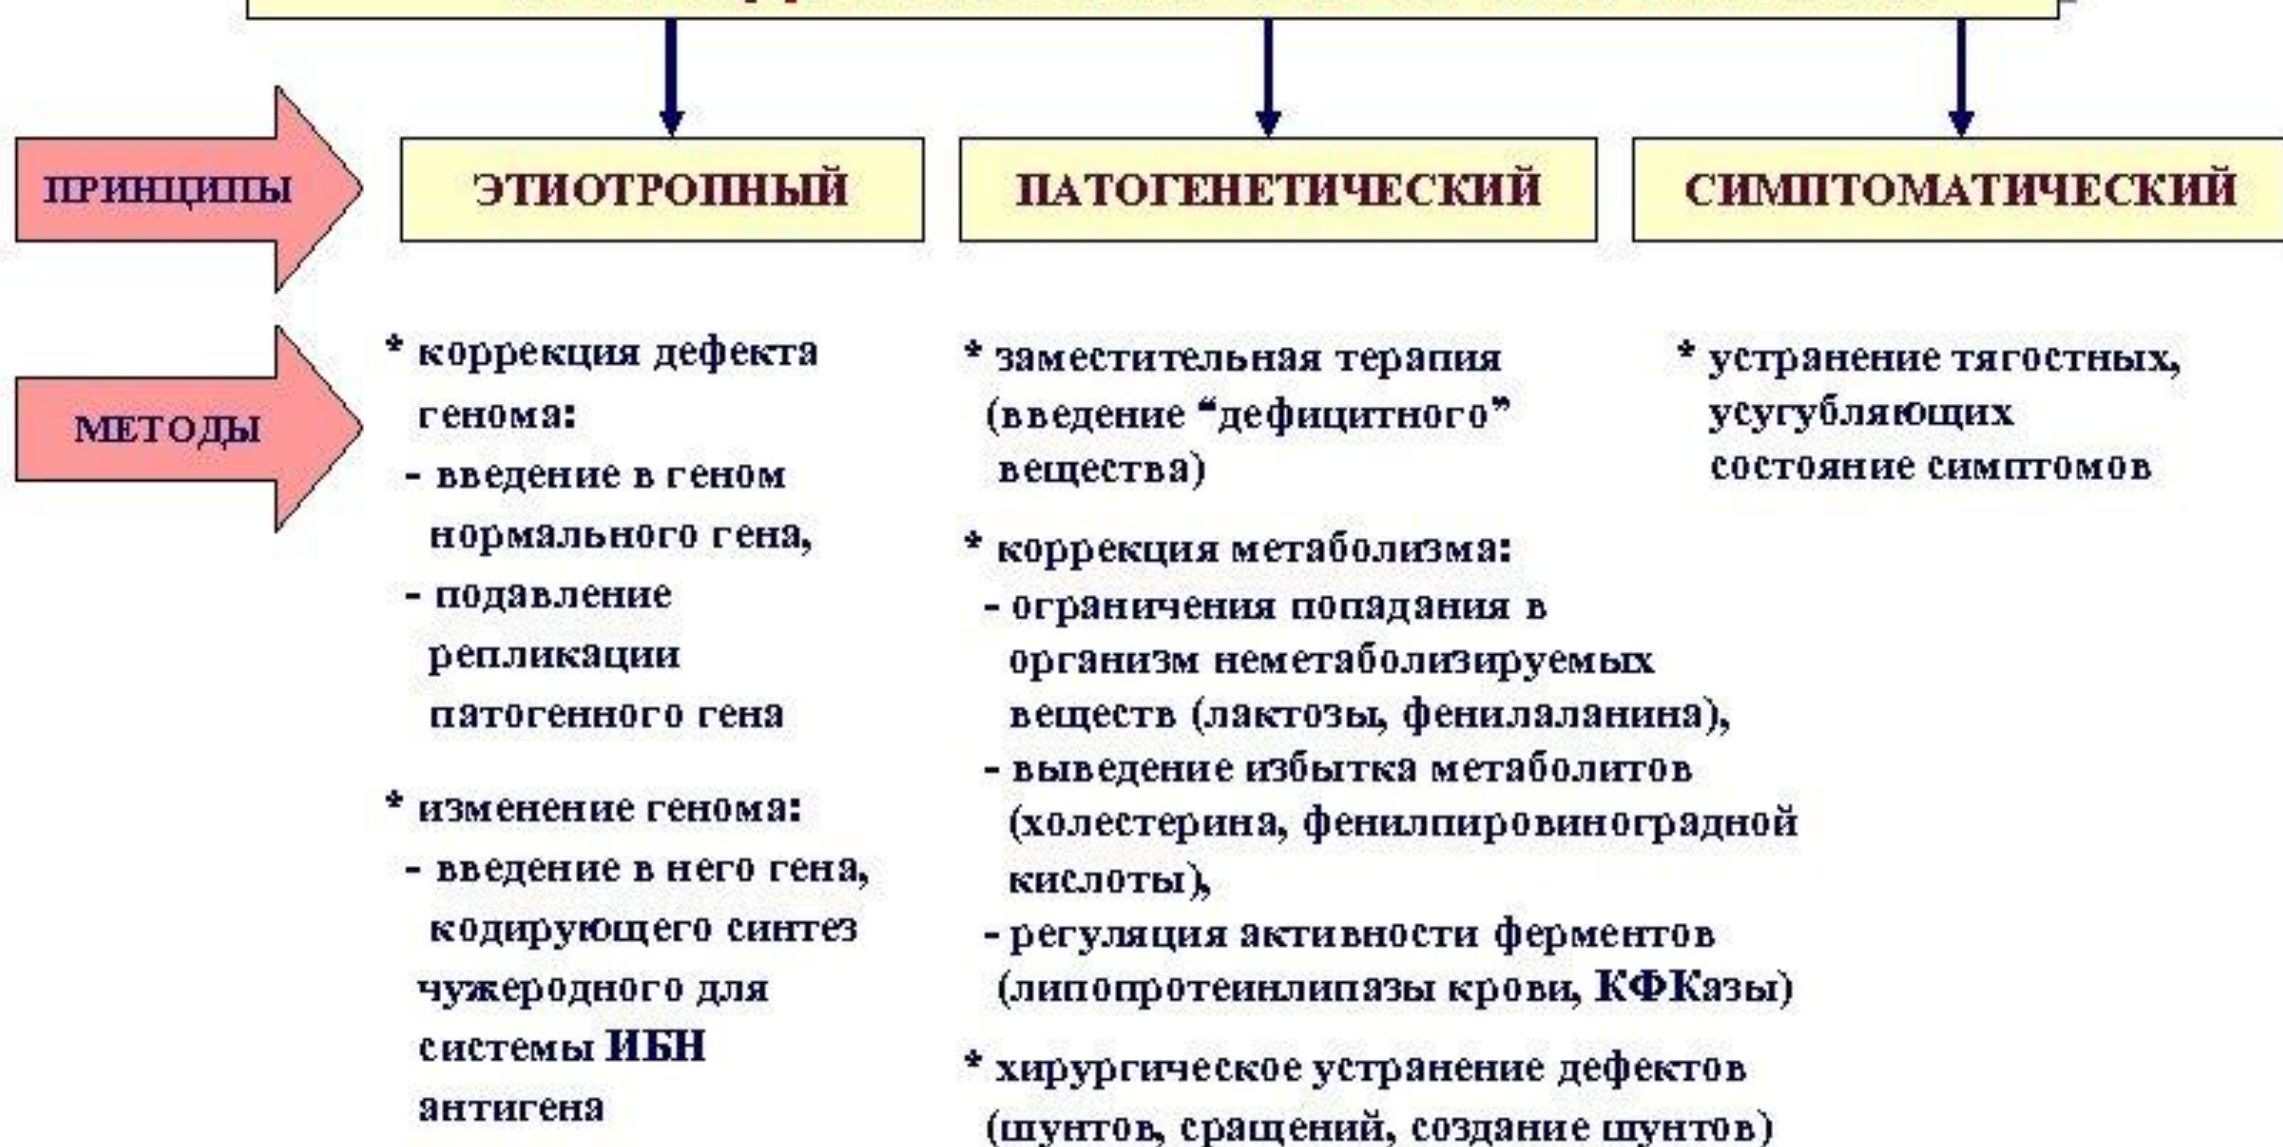 ПРИНЦИПЫ
ЭТИОТРОПНЫЙ
ПАТОГЕНЕТИЧЕСКИЙ
СИМПТОМАТИЧЕСКИЙ
МЕТОДЫ
* коррекция дефекта
генома:
- введение в геном
нормального гена,
- подавление
репликации
патогенного гена
* изменение генома:
- введение в него гена,
кодирующего синтез
чужеродного для
системы ИБН
антигена
* заместительная терапия
(введение “дефицитного”
вещества)
* коррекция метаболизма:
- ограничения попадания в
организм неметаболизируемых
веществ (лактозы, фенилаланина),
- выведение избытка метаболитов
(холестерина, фенилпировиноградной
кислоты),
- регуляция активности ферментов
(липопротеинлипазы крови, КФКазы)
* хирургическое устранение дефектов
(шунтов, сращений, создание шунтов)
* устранение тягостных,
усугубляющих
состояние симптомов